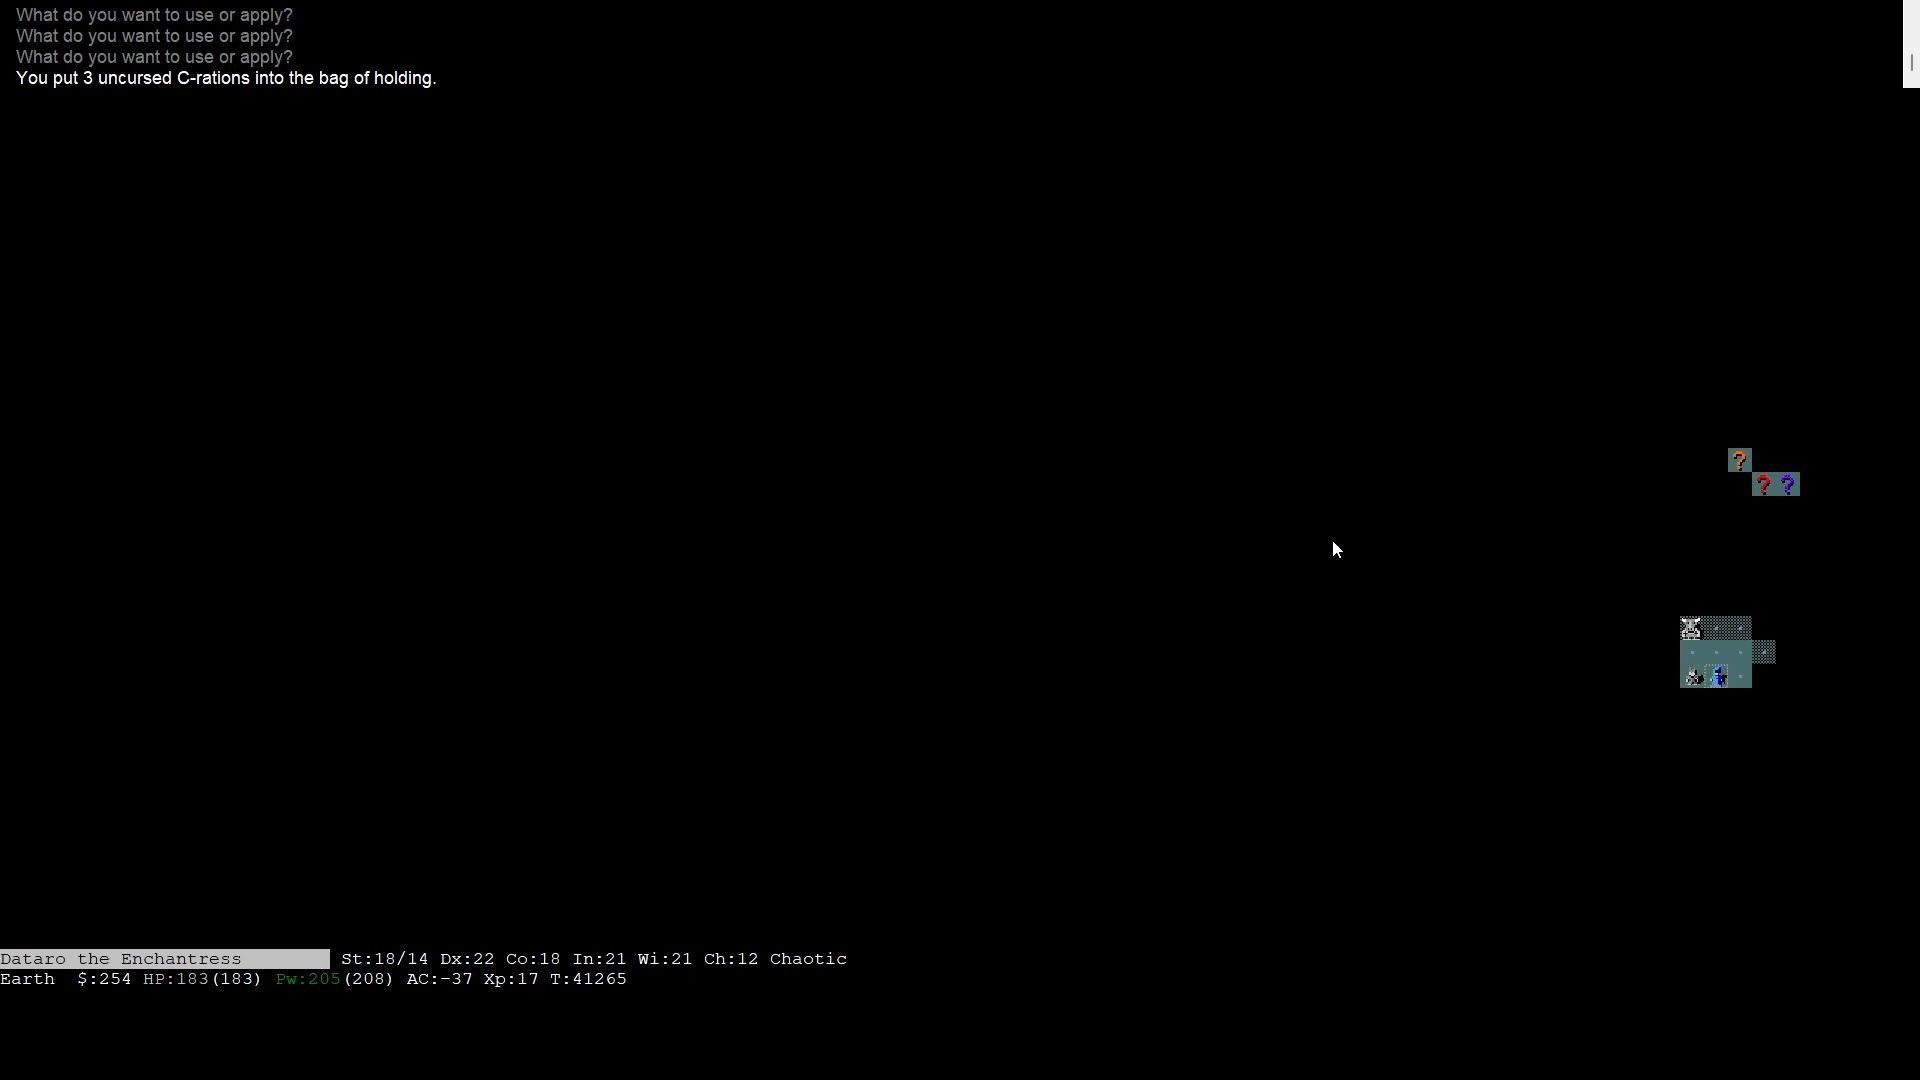 What do you want to use or apply?
What do you want to use or apply?
What do you want to use or apply?
You put 3 uncursed C-rations into the bag of holding.
?
? ?
Dataro the Enchantress St:18/14 Dx:22 Co:18 In:21 Wi:21 Ch:12 Chaotic
Earth $:254 HP:183(183) Pw:205(208) AC:-37 Xp:17 T:41265